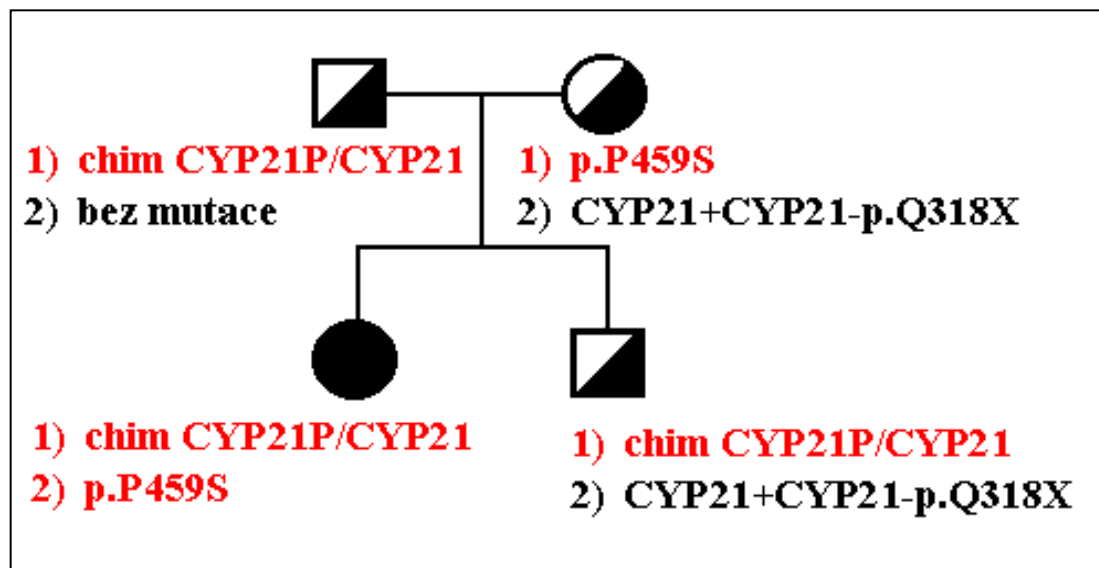 1) chim CYP21P/CYP21
2) bez mutace
1) p.P459S
2) CYP21+CYP21-p.Q318X
1) chim CYP21P/CYP21
2) p.P459S
1) chim CYP21P/CYP21
2) CYP21+CYP21-p.Q318X